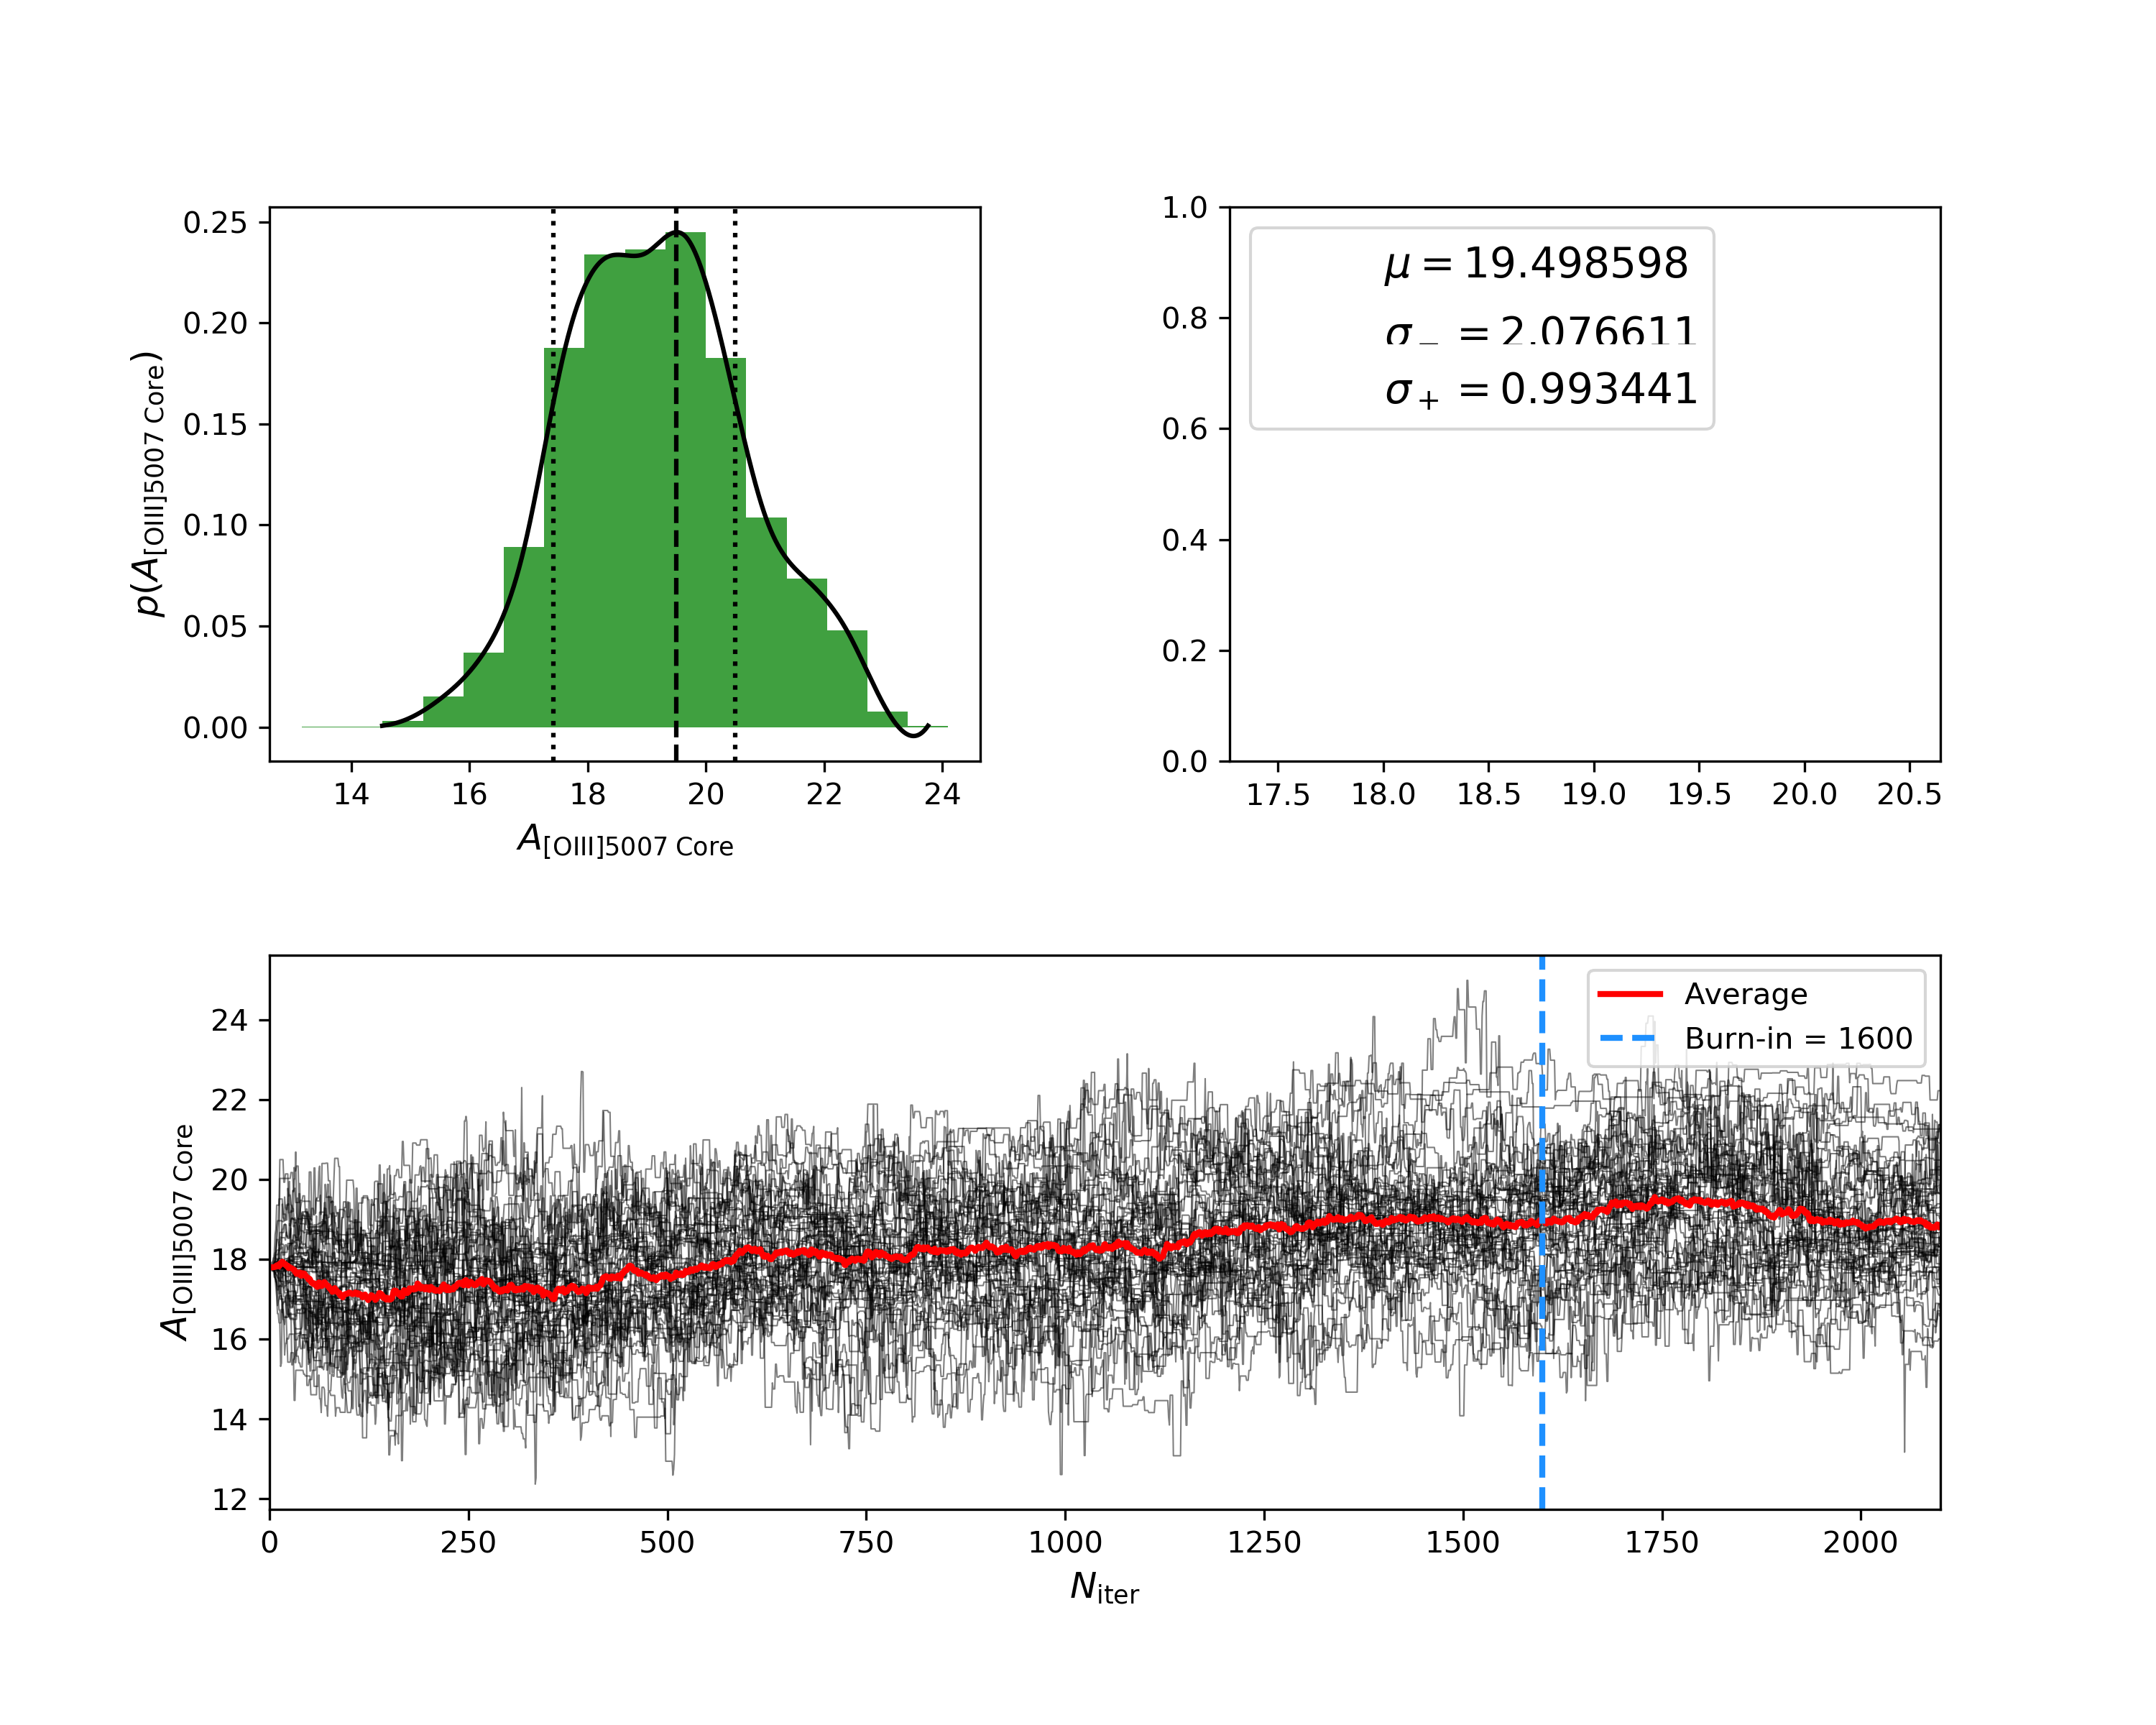 0.25
0.20
0.15
0.10
0.05
0.00
p(A[OIII]5007 Core)
14 16 18 20 22 24
A[OIII]5007 Core
1.0
0.8
0.6
0.4
0.2
0.0
μ = 19.498598
σ− = 2.076611
σ+ = 0.993441
17.5 18.0 18.5 19.0 19.5 20.0 20.5
24
22
20
18
16
14
12
A[OIII]5007 Core
Average
Burn-in = 1600
0 250 500 750 1000 1250 1500 1750 2000
Niter